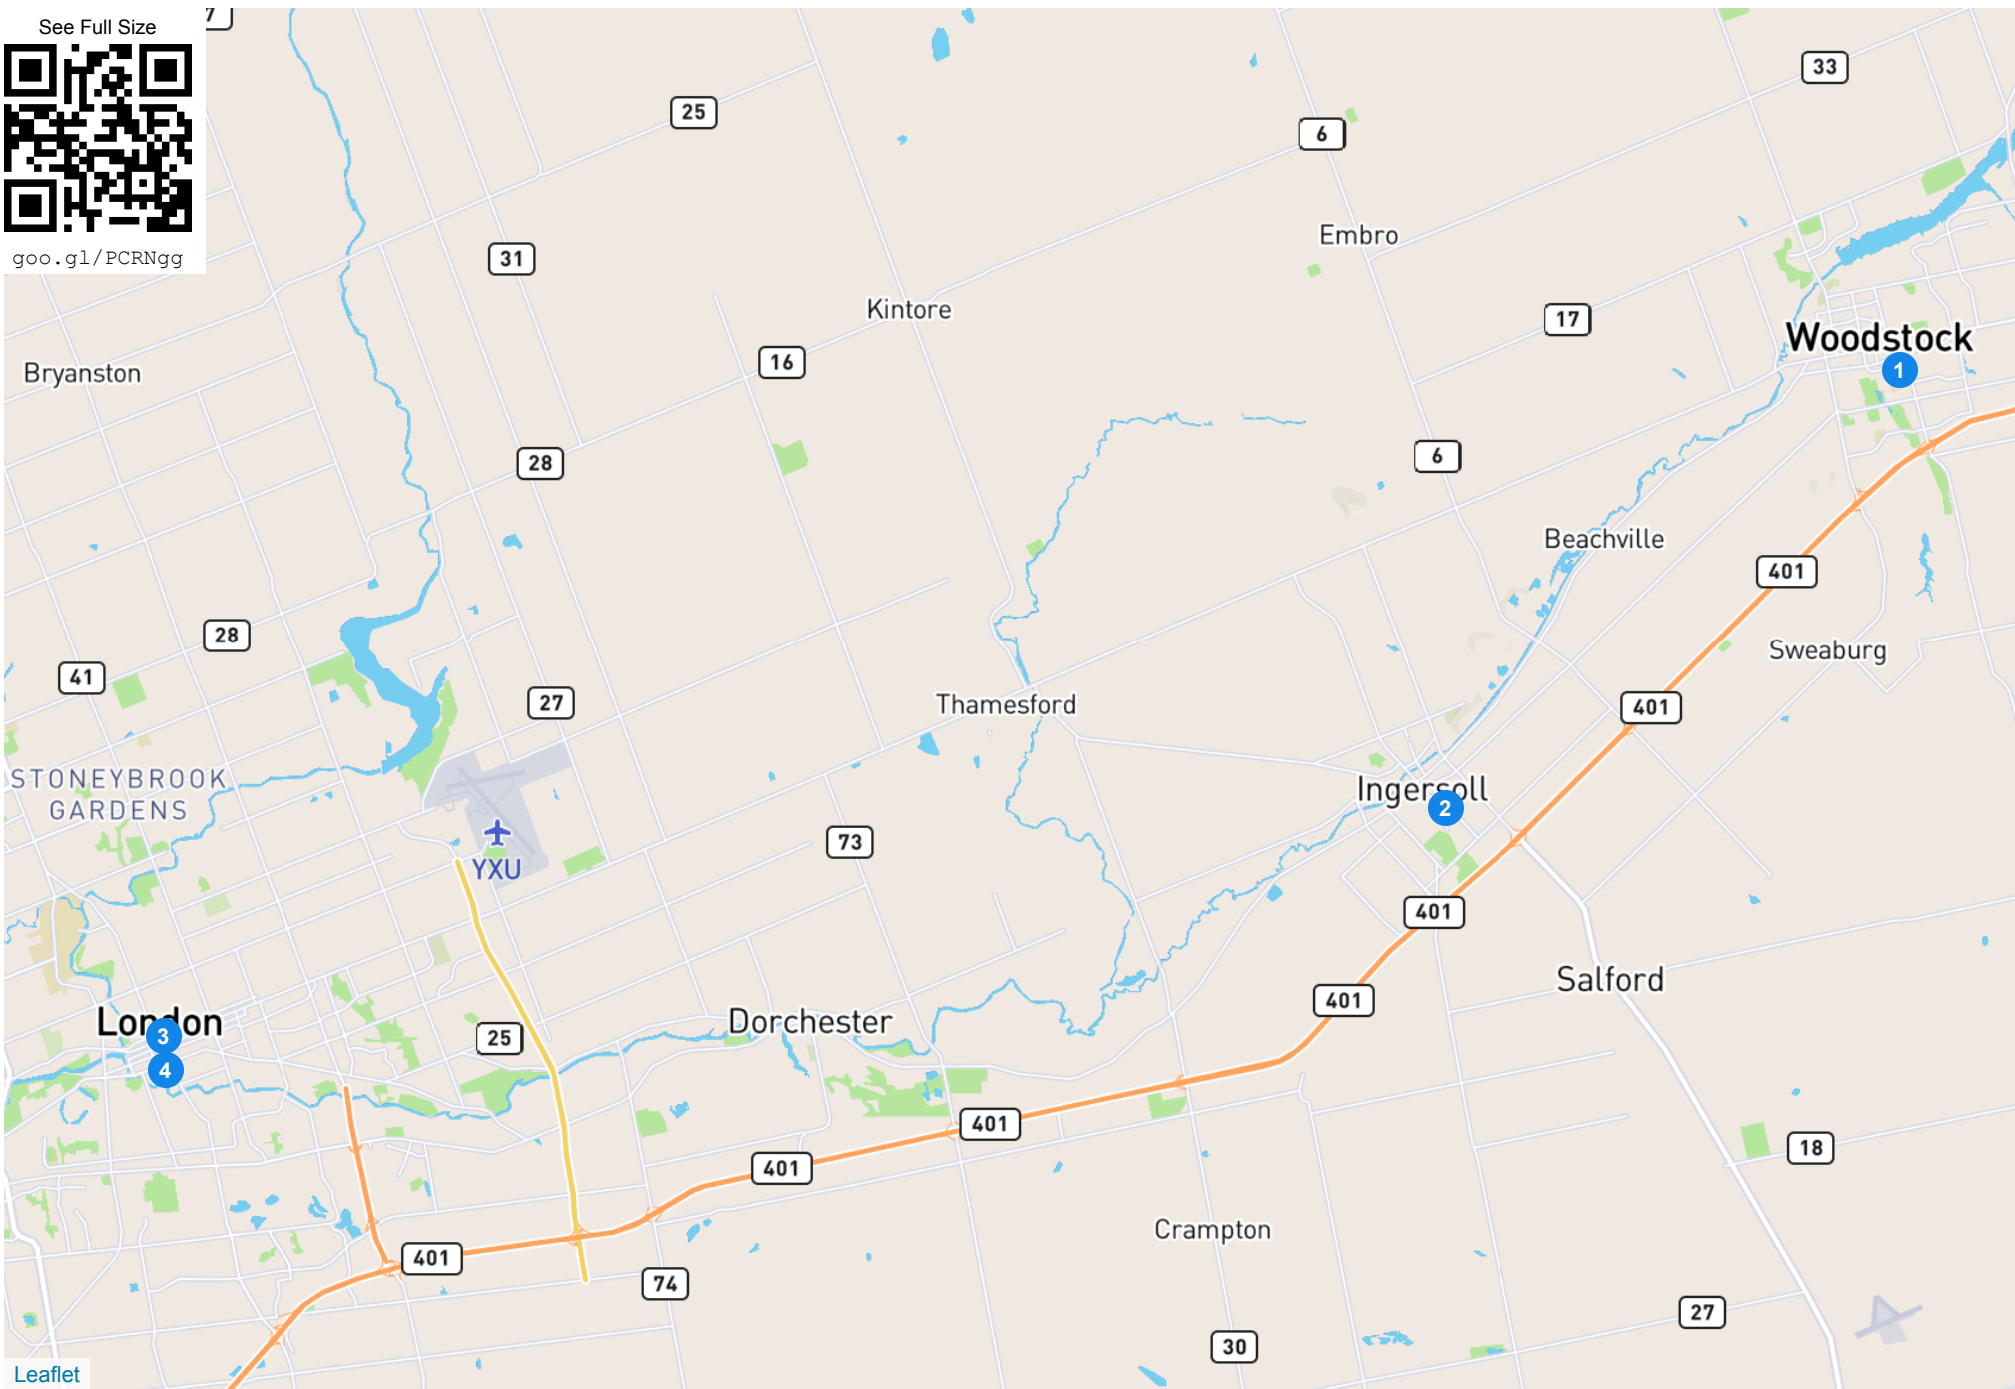 See Full Size
7
goo.gl/PCRNgg
33
25
6
Embro
31
Kintore
17
Woodstock
16
1
Bryanston
6
28
Beachville
401
28
Sweaburg
41
27
Thamesford
401
STONEYBROOK
GARDENS
Ingersoll
2
73
YXU
401
Salford
401
London
3
25
Dorchester
4
401
18
401
Crampton
401
74
27
30
Leaflet